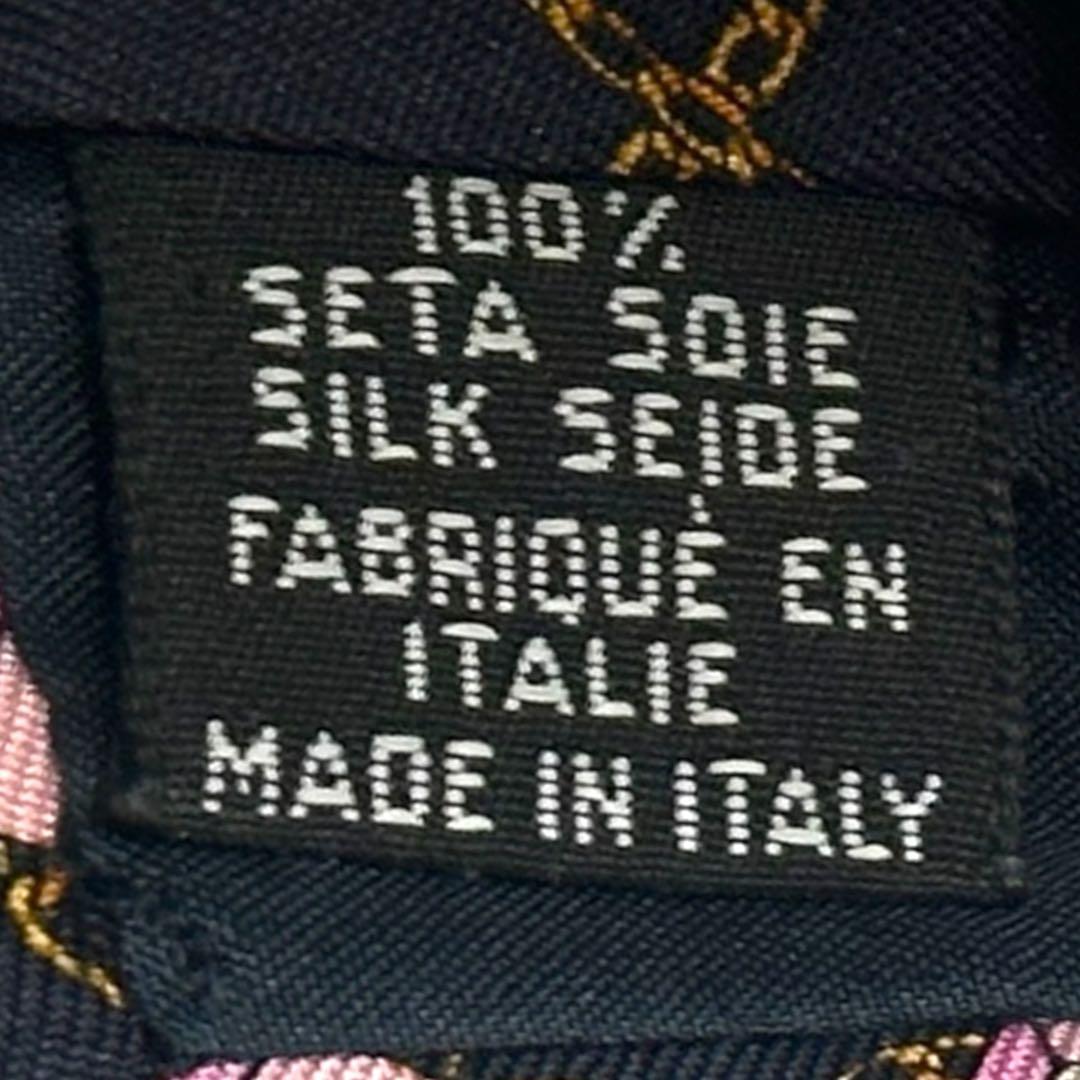 100%
SETA SOIE
SILK SEIDE
FABRIQUÉ EN
ITALIE
MADE IN ITALY